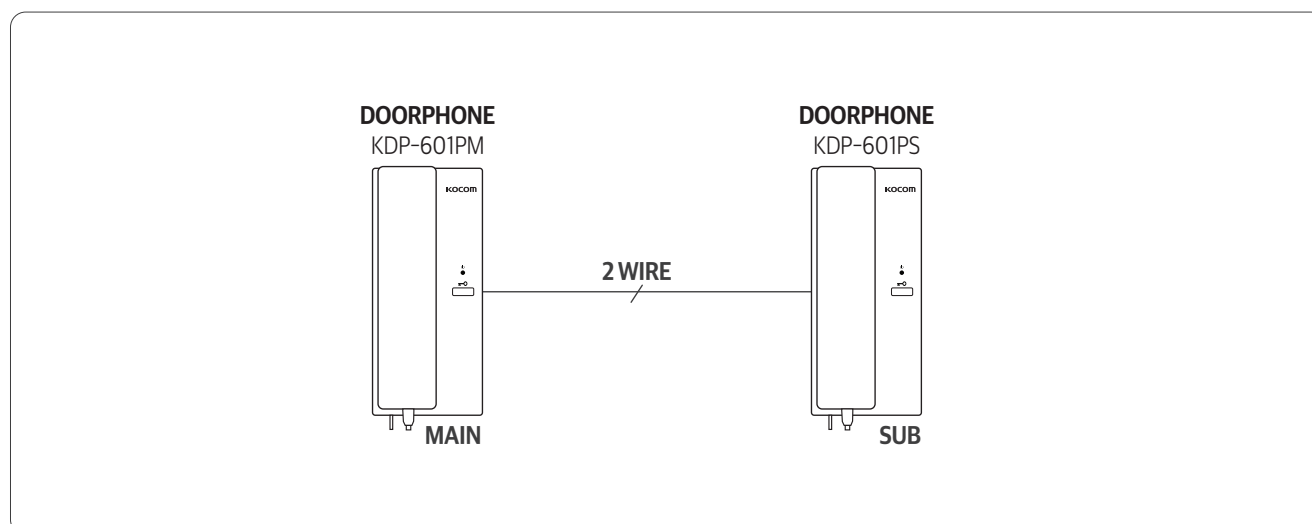 DOORPHONE
KDP-601PM
KOCOM
MAIN
2 WIRE
DOORPHONE
KDP-601PS
KOCOM
SUB